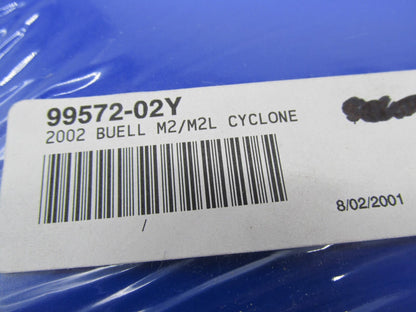 99572-02Y
2002 BUELL M2/M2L CYCLONE
/
8/02/2001